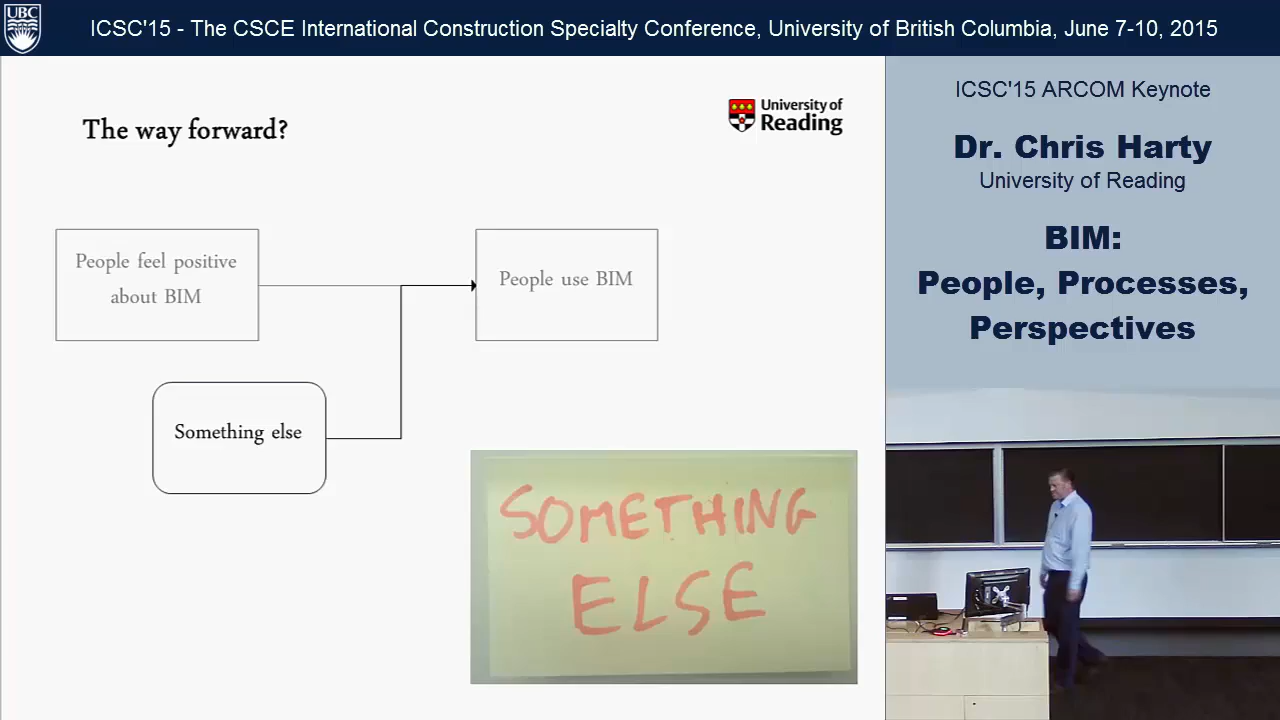 UBC
ICSC'15 - The CSCE International Construction Specialty Conference, University of British Columbia, June 7-10, 2015
The way forward?
University of
Reading
People feel positive
about BIM
People use BIM
Something else
SOMETHING
ELSE
ICSC'15 ARCOM Keynote
Dr. Chris Harty
University of Reading
BIM:
People, Processes,
Perspectives